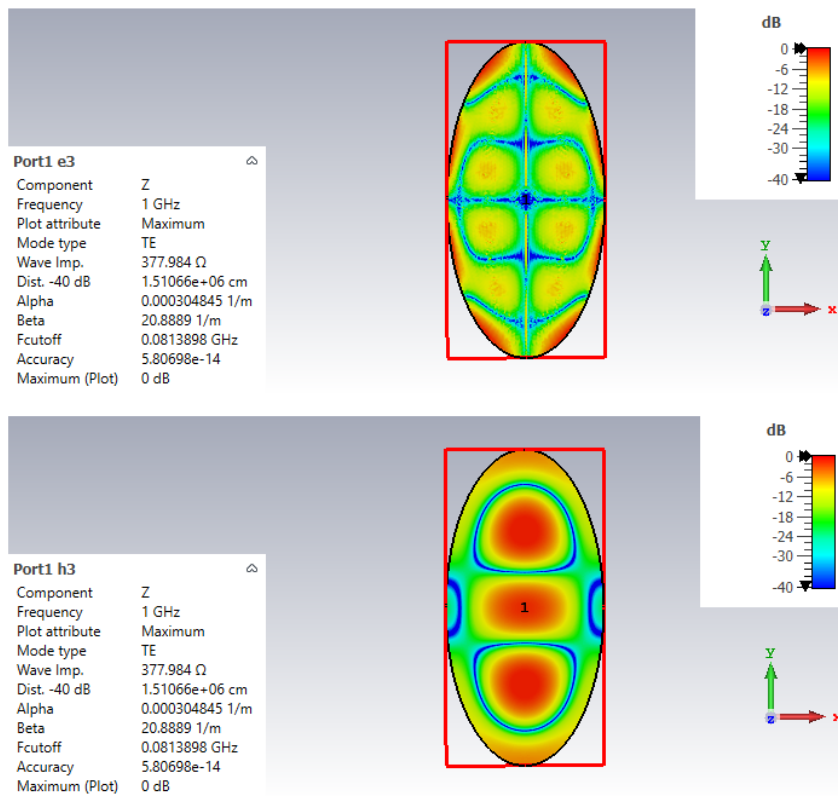 dB
0
-6
-12
-18
-24
-30
-40
Port1 e3
Component Z
Frequency 1 GHz
Plot attribute Maximum
Mode type TE
Wave Imp. 377.984 Ω
Dist. -40 dB 1.51066e+06 cm
Alpha 0.000304845 1/m
Beta 20.8889 1/m
Fcutoff 0.0813898 GHz
Accuracy 5.80698e-14
Maximum (Plot) 0 dB
1
y
z
x
dB
0
-6
-12
-18
-24
-30
-40
Port1 h3
Component Z
Frequency 1 GHz
Plot attribute Maximum
Mode type TE
Wave Imp. 377.984 Ω
Dist. -40 dB 1.51066e+06 cm
Alpha 0.000304845 1/m
Beta 20.8889 1/m
Fcutoff 0.0813898 GHz
Accuracy 5.80698e-14
Maximum (Plot) 0 dB
1
y
z
x